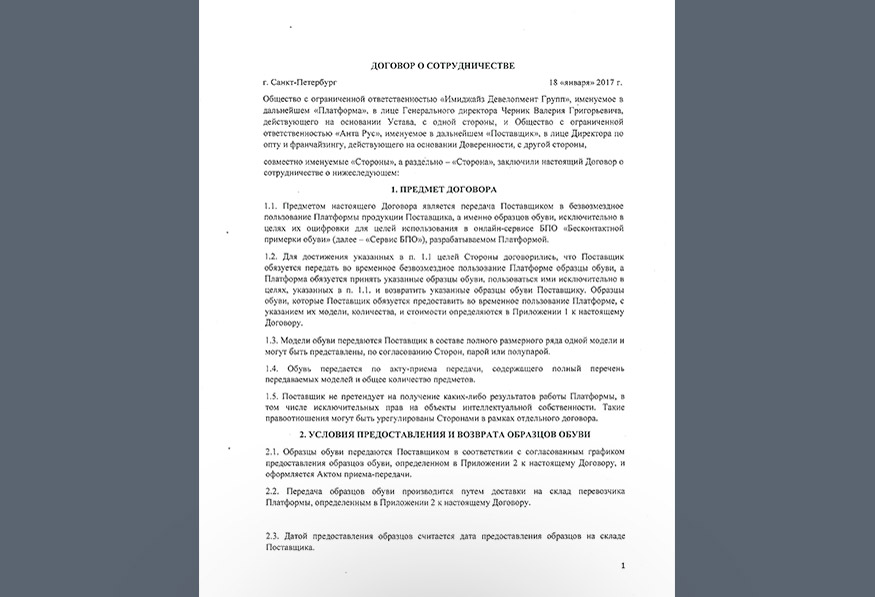 ДОГОВОР О СОТРУДНИЧЕСТВЕ
г. Санкт-Петербург 18 «января» 2017 г.
Общество с ограниченной ответственностью «Имиджайз Девелопмент Групп», именуемое в
дальнейшем «Платформа», в лице Генерального директора Черник Валерия Григорьевича,
действующего на основании Устава, с одной стороны, и Общество с ограниченной
ответственностью «Анта Рус», именуемое в дальнейшем «Поставщик», в лице Директора по
опту и франчайзингу, действующего на основании Доверенности, с другой стороны,
совместно именуемые «Стороны», а раздельно – «Сторона», заключили настоящий Договор о
сотрудничестве о нижеследующем:
1. ПРЕДМЕТ ДОГОВОРА
1.1. Предметом настоящего Договора является передача Поставщиком в безвозмездное
пользование Платформы продукции Поставщика, а именно образцов обуви, исключительно в
целях их оцифровки для целей использования в онлайн-сервисе БПО «Бесконтактной
примерки обуви» (далее – «Сервис БПО»), разрабатываемом Платформой.
1.2. Для достижения указанных в п. 1.1 целей Стороны договорились, что Поставщик
обязуется передать во временное безвозмездное пользование Платформе образцы обуви, а
Платформа обязуется принять указанные образцы обуви, пользоваться ими исключительно в
целях, указанных в п. 1.1, и возвратить указанные образцы обуви Поставщику. Образцы
обуви, которые Поставщик обязуется предоставить во временное пользование Платформе, с
указанием их модели, количества, и стоимости определяются в Приложении 1 к настоящему
Договору.
1.3. Модели обуви передаются Поставщик в составе полного размерного ряда одной модели и
могут быть представлены, по согласованию Сторон, парой или полупарой.
1.4. Обувь передается по акту-приема передачи, содержащего полный перечень
передаваемых моделей и общее количество предметов.
1.5. Поставщик не претендует на получение каких-либо результатов работы Платформы, в
том числе исключительных прав на объекты интеллектуальной собственности. Такие
правоотношения могут быть урегулированы Сторонами в рамках отдельного договора.
2. УСЛОВИЯ ПРЕДОСТАВЛЕНИЯ И ВОЗВРАТА ОБРАЗЦОВ ОБУВИ
2.1. Образцы обуви передаются Поставщиком в соответствии с согласованным графиком
предоставления образцов обуви, определенном в Приложении 2 к настоящему Договору, и
оформляется Актом приема-передачи.
2.2. Передача образцов обуви производится путем доставки на склад перевозчика
Платформы, определенным в Приложении 2 к настоящему Договору.
2.3. Датой предоставления образцов считается дата предоставления образцов на складе
Поставщика.
1